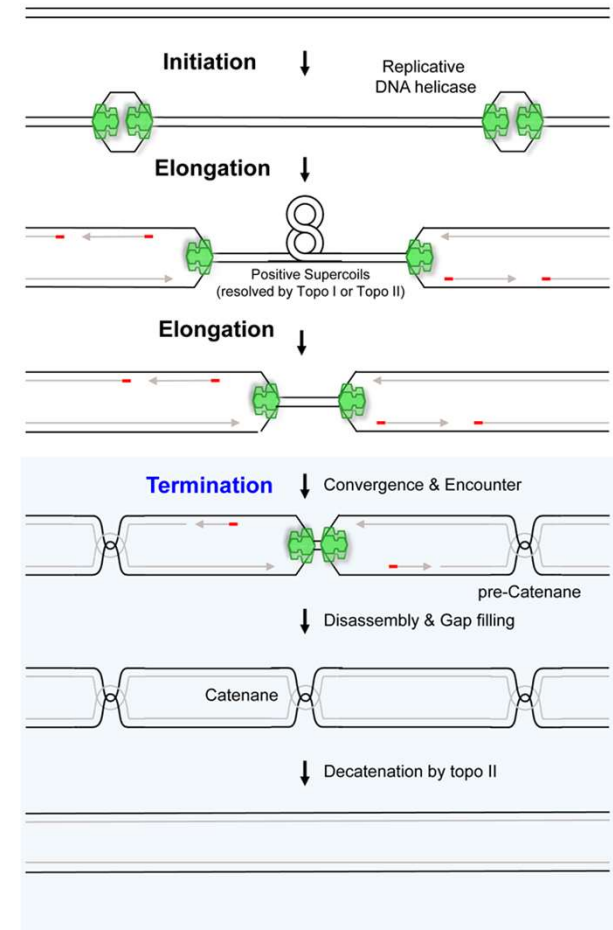 Initiation
Replicative
DNA helicase
Elongation
Positive Supercoils
(resolved by Topo I or Topo II)
Elongation
Termination
Convergence & Encounter
pre-Catenane
Disassembly & Gap filling
Catenane
Decatenation by topo II